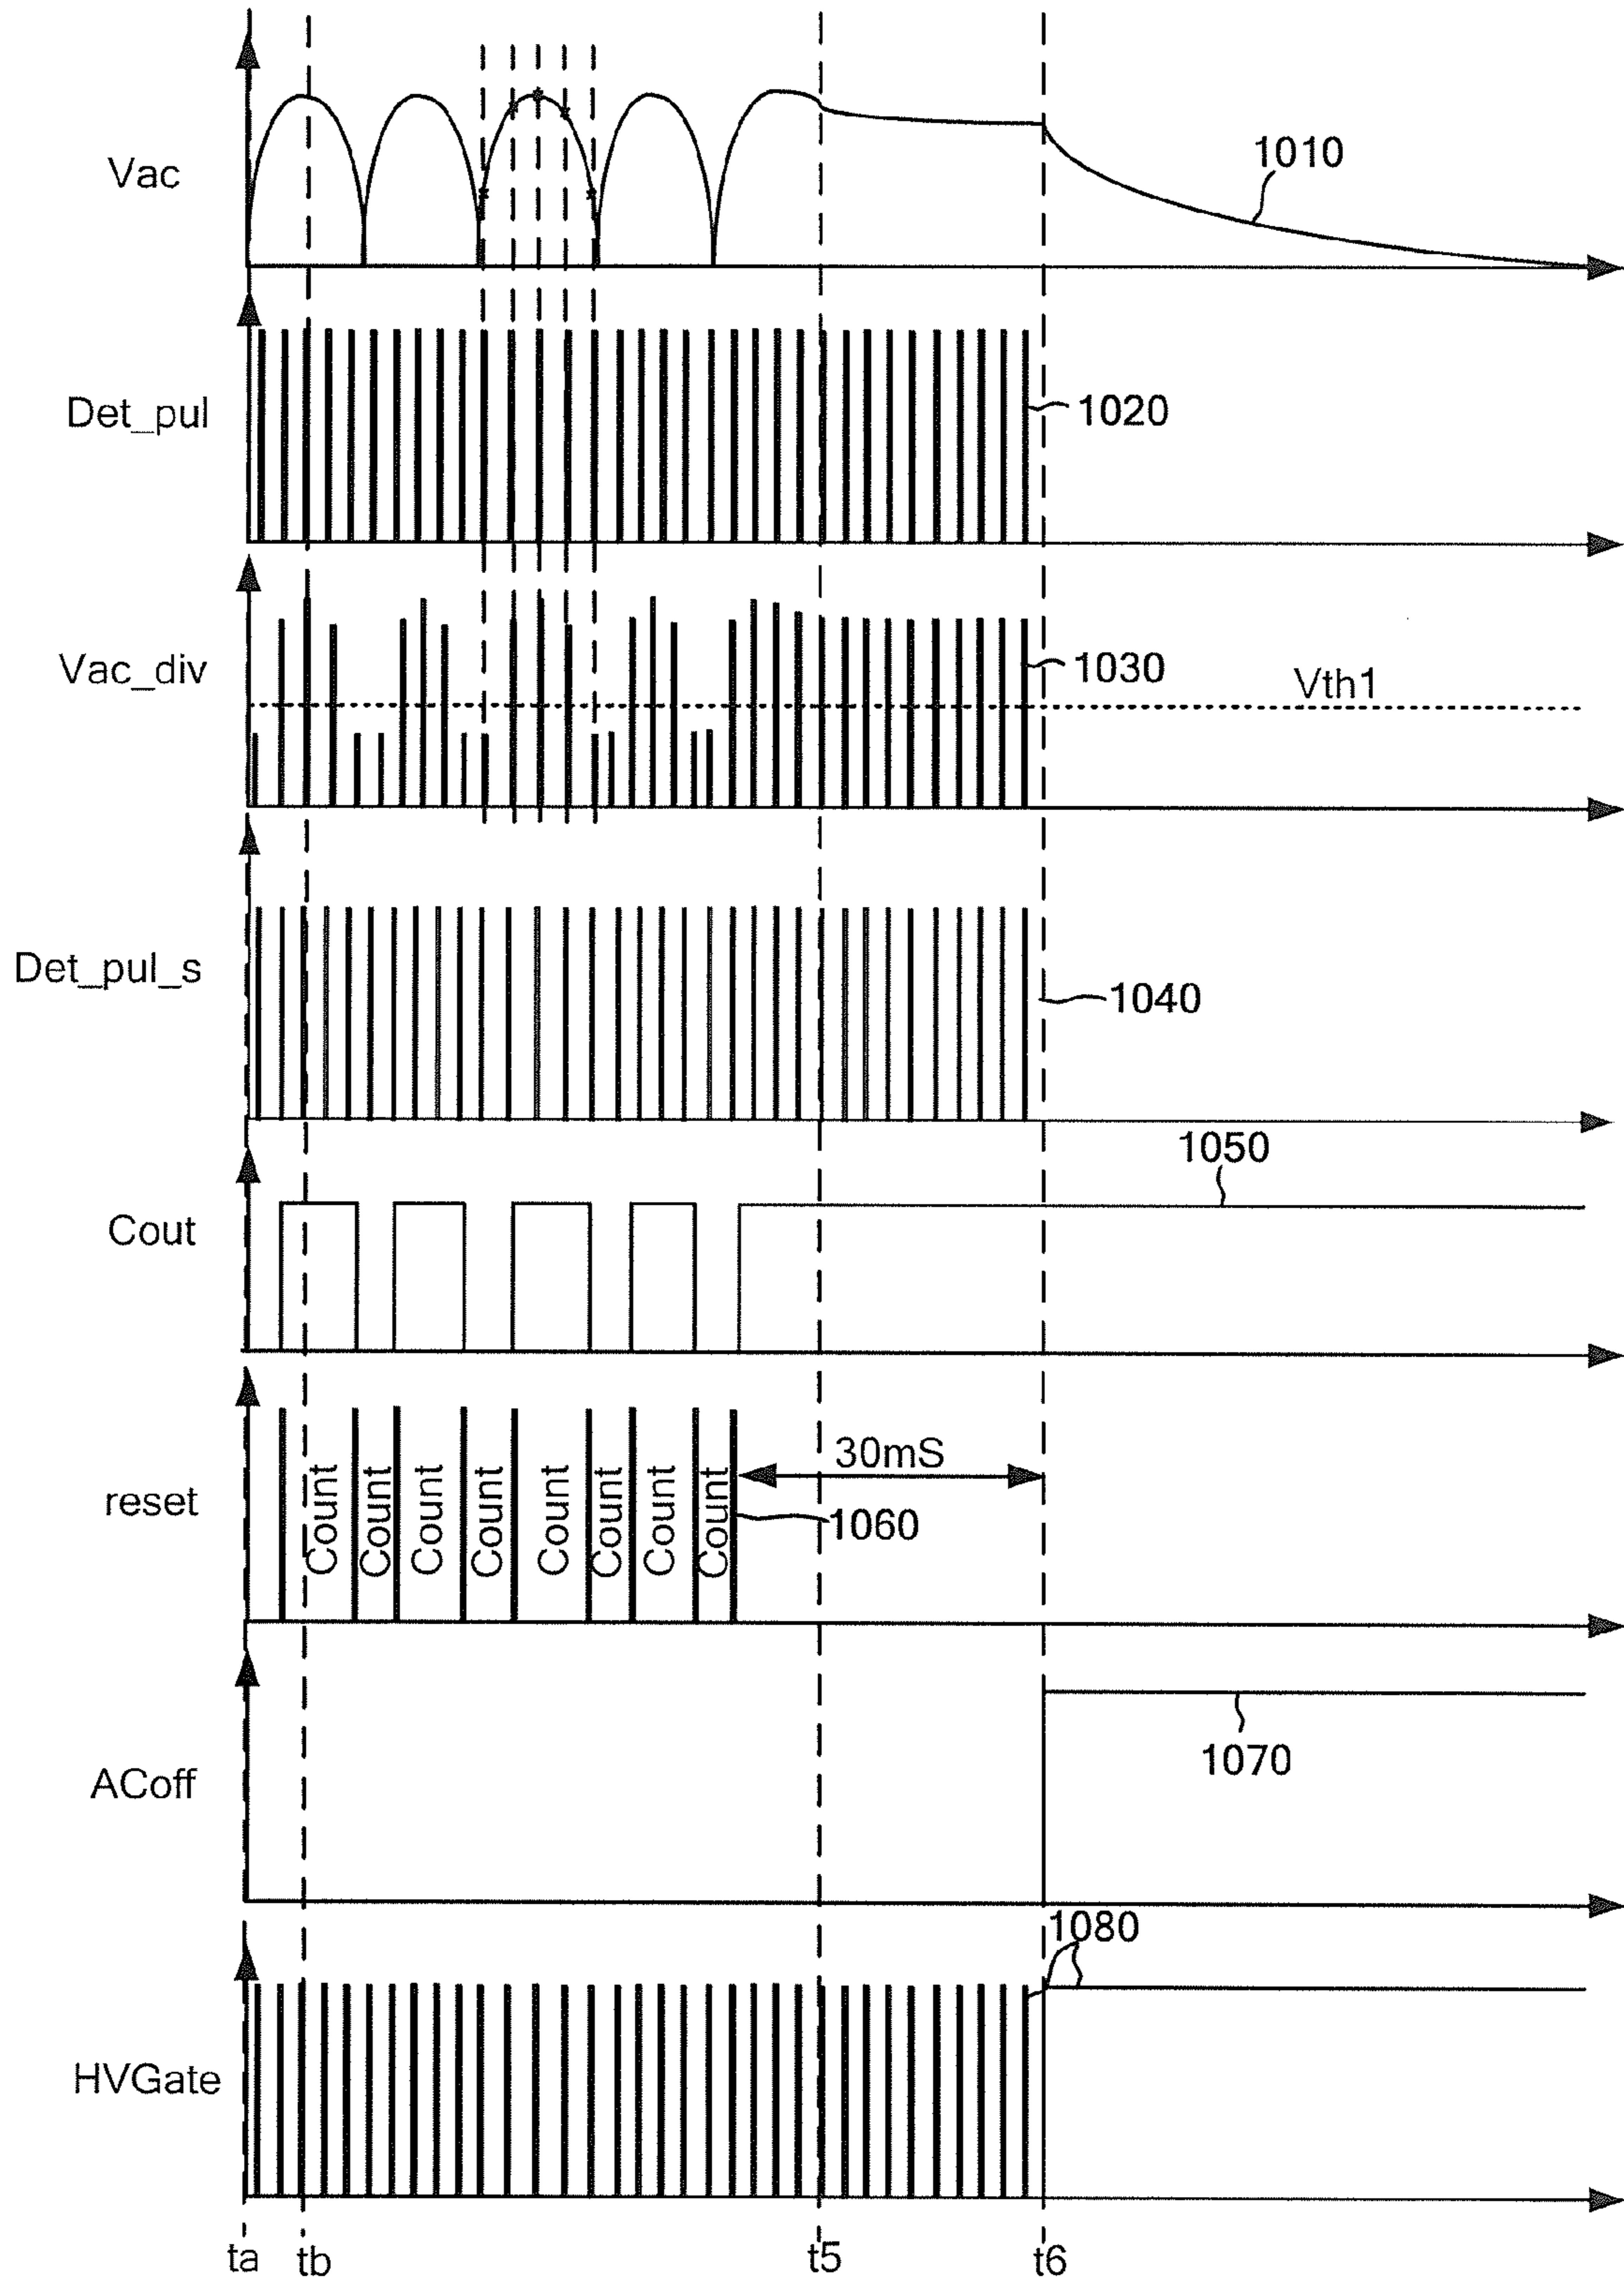 Vac
1010
Det_pul
1020
Vac_div
1030
Vth1
Det_pul_s
1040
Cout
1050
reset
Count
Count
Count
Count
Count
Count
Count
Count
30mS
1060
ACoff
1070
HVGate
1080
ta
tb
t5
t6